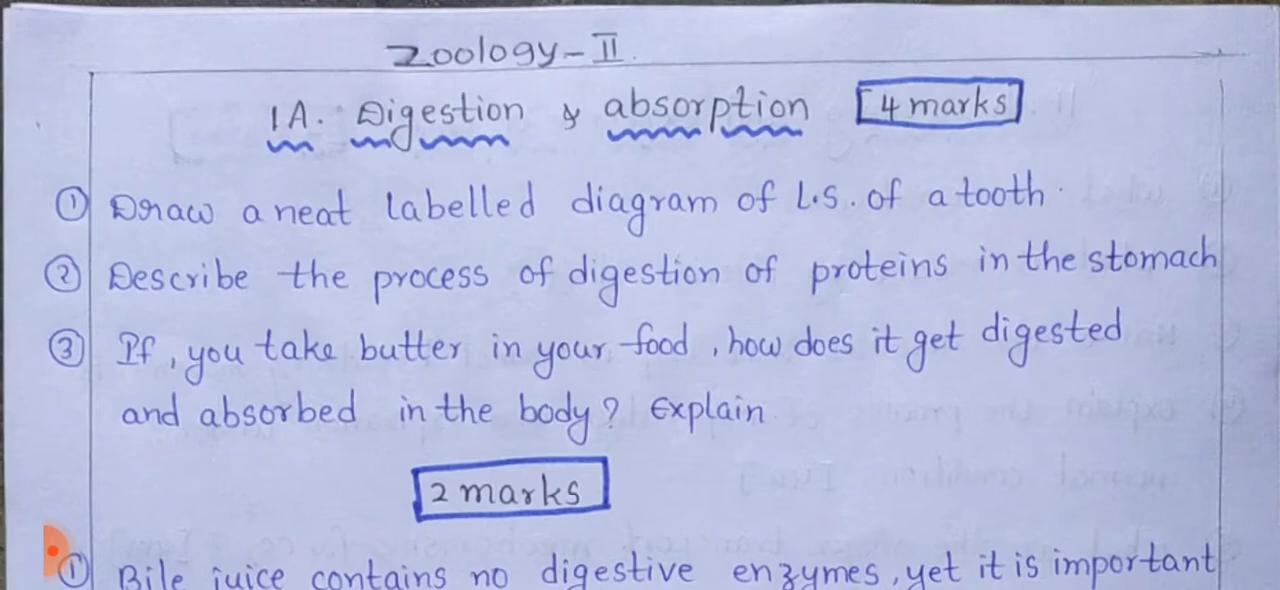 Zoology-II.
1A. Digestion & absorption [4 marks]
① Draw a neat labelled diagram of L.S. of a tooth.
② Describe the process of digestion of proteins in the stomach
③ If, you take butter in your food, how does it get digested
and absorbed in the body? Explain
2 marks
① Bile juice contains no digestive enzymes, yet it is important